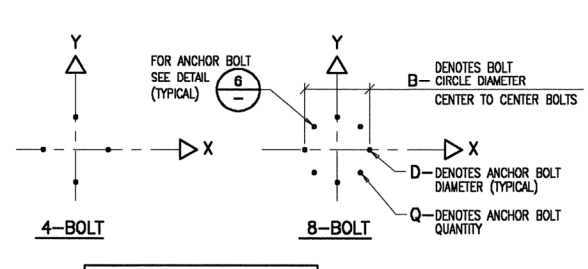 Y
FOR ANCHOR BOLT
SEE DETAIL
(TYPICAL)
6
–
X
4-BOLT
Y
X
8-BOLT
B– DENOTES BOLT
CIRCLE DIAMETER
CENTER TO CENTER BOLTS
D–DENOTES ANCHOR BOLT
DIAMETER (TYPICAL)
Q–DENOTES ANCHOR BOLT
QUANTITY